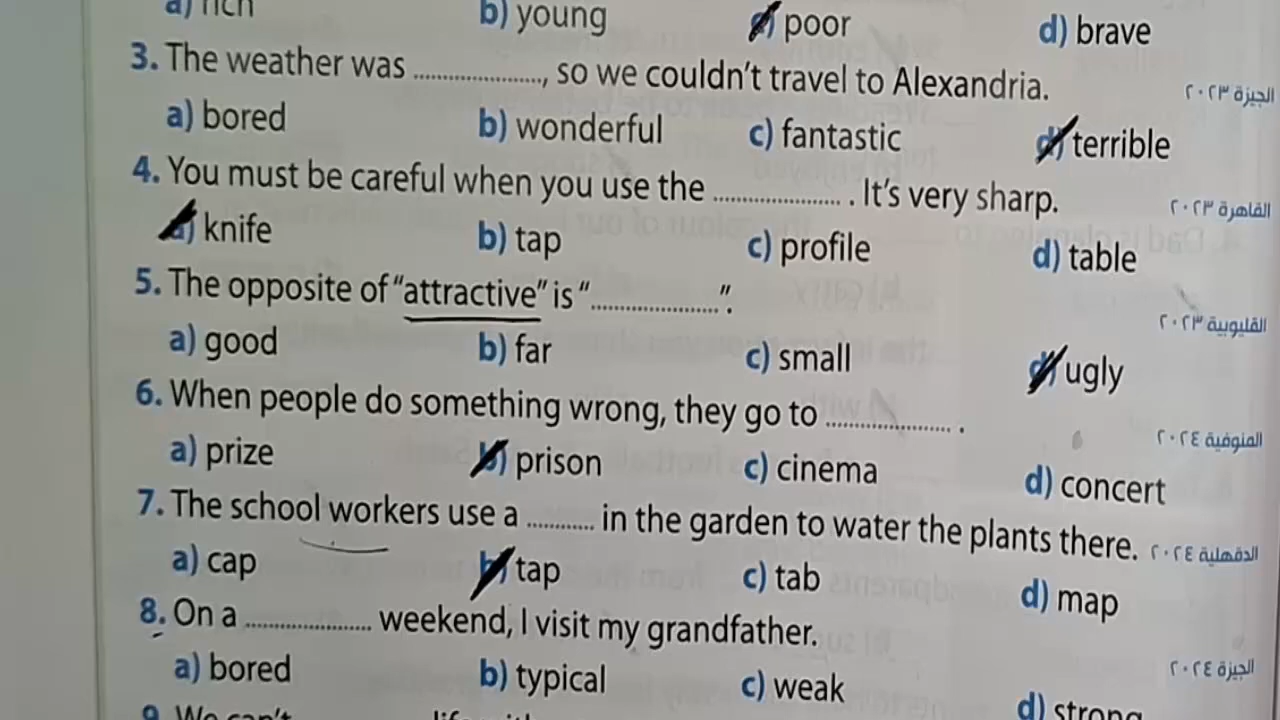 a) rich b) young c) poor d) brave
3. The weather was ...................., so we couldn't travel to Alexandria. الجيزة ٢٠٢٣
a) bored b) wonderful c) fantastic d) terrible
4. You must be careful when you use the .................... . It's very sharp. القاهرة ٢٠٢٣
a) knife b) tap c) profile d) table
5. The opposite of "attractive" is "....................". القليوبية ٢٠٢٣
a) good b) far c) small d) ugly
6. When people do something wrong, they go to .................... . المنوفية ٢٠٢٤
a) prize b) prison c) cinema d) concert
7. The school workers use a ........... in the garden to water the plants there. الدقهلية ٢٠٢٤
a) cap b) tap c) tab d) map
8. On a .................... weekend, I visit my grandfather. الجيزة ٢٠٢٤
a) bored b) typical c) weak d) strong
9. We can't